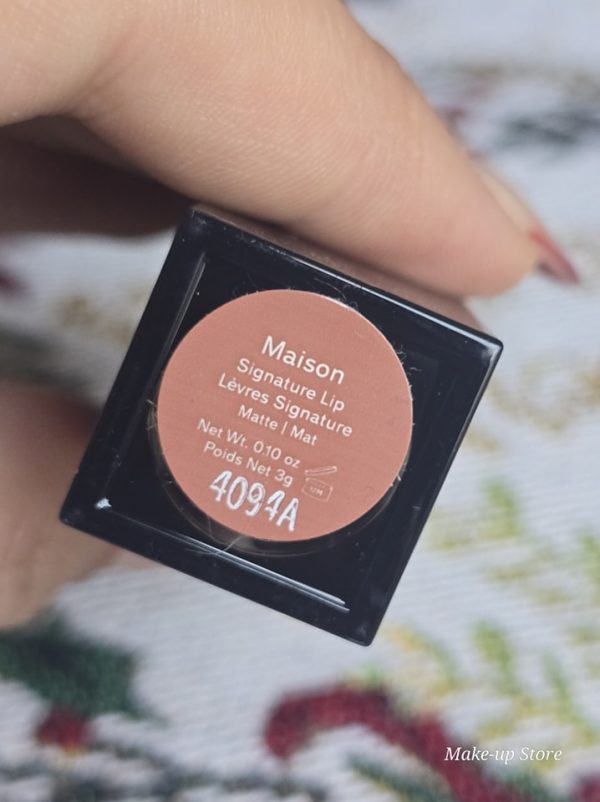 Maison
Signature Lip
Lèvres Signature
Matte | Mat
Net Wt. 0.10 oz
Poids Net 3g
12M
4094A
Make-up Store